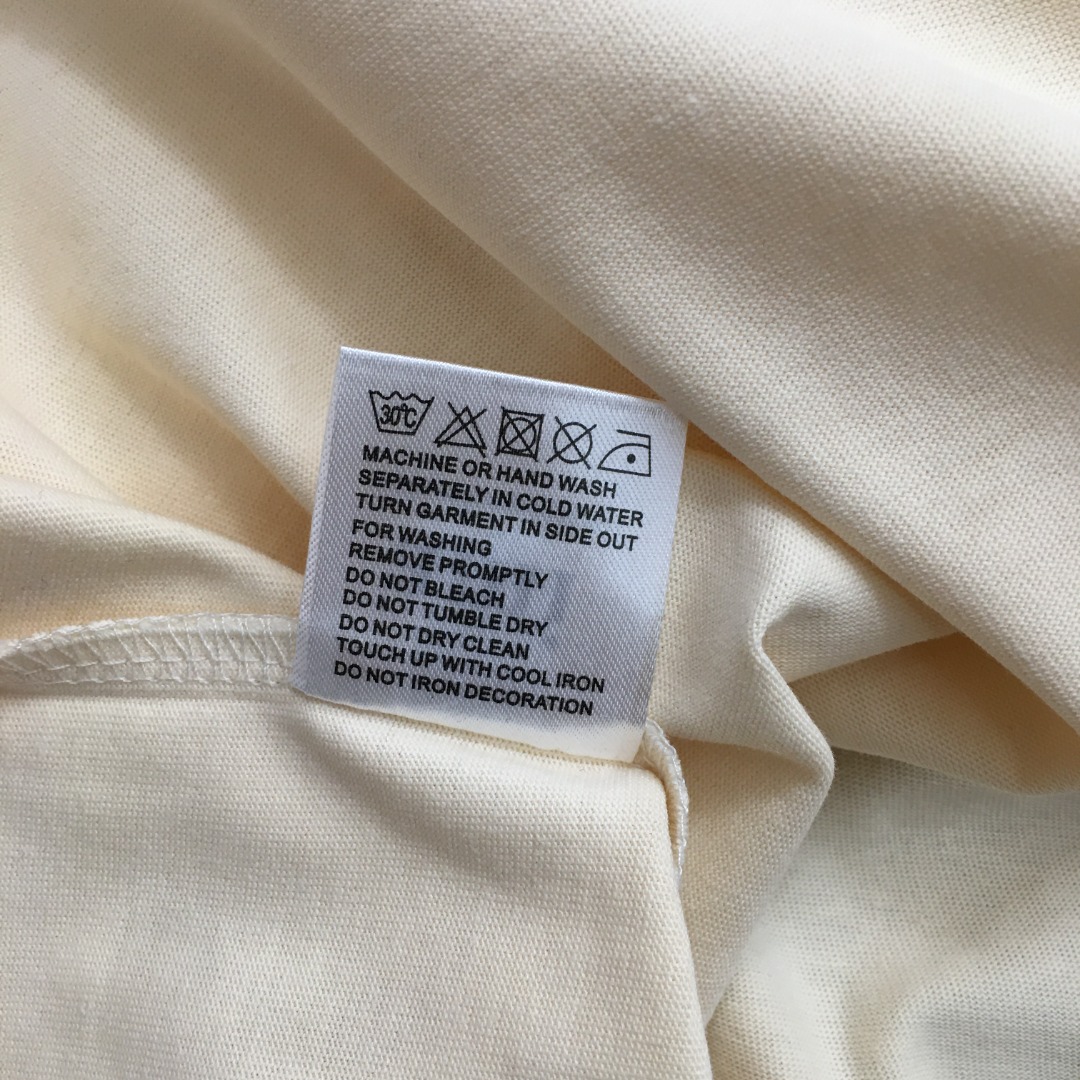 30°C
MACHINE OR HAND WASH
SEPARATELY IN COLD WATER
TURN GARMENT IN SIDE OUT
FOR WASHING
REMOVE PROMPTLY
DO NOT BLEACH
DO NOT TUMBLE DRY
DO NOT DRY CLEAN
TOUCH UP WITH COOL IRON
DO NOT IRON DECORATION